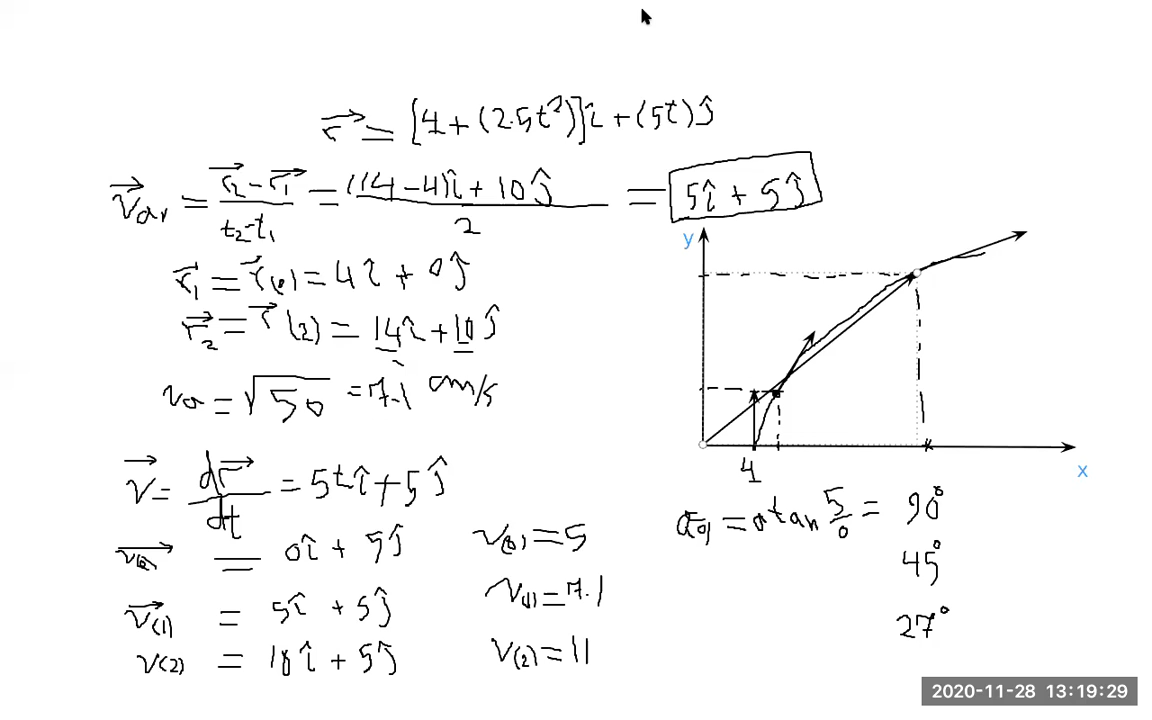 r⃗ = [4 + (2.5t²)]î + (5t)ĵ
v⃗av = (r⃗2 − r⃗1)/(t2 − t1) = ((14 − 4)î + 10ĵ)/2 = 5î + 5ĵ
r⃗1 = r⃗(0) = 4î + 0ĵ
r⃗2 = r⃗(2) = 14î + 10ĵ
va = √50 = 7.1 cm/s
v⃗ = dr⃗/dt = 5tî + 5ĵ
v⃗(0) = 0î + 5ĵ v(0) = 5
v⃗(1) = 5î + 5ĵ v(1) = 7.1
v(2) = 10î + 5ĵ v(2) = 11
y
4
x
= atan 5/0 = 90°
45°
27°
2020-11-28 13:19:29